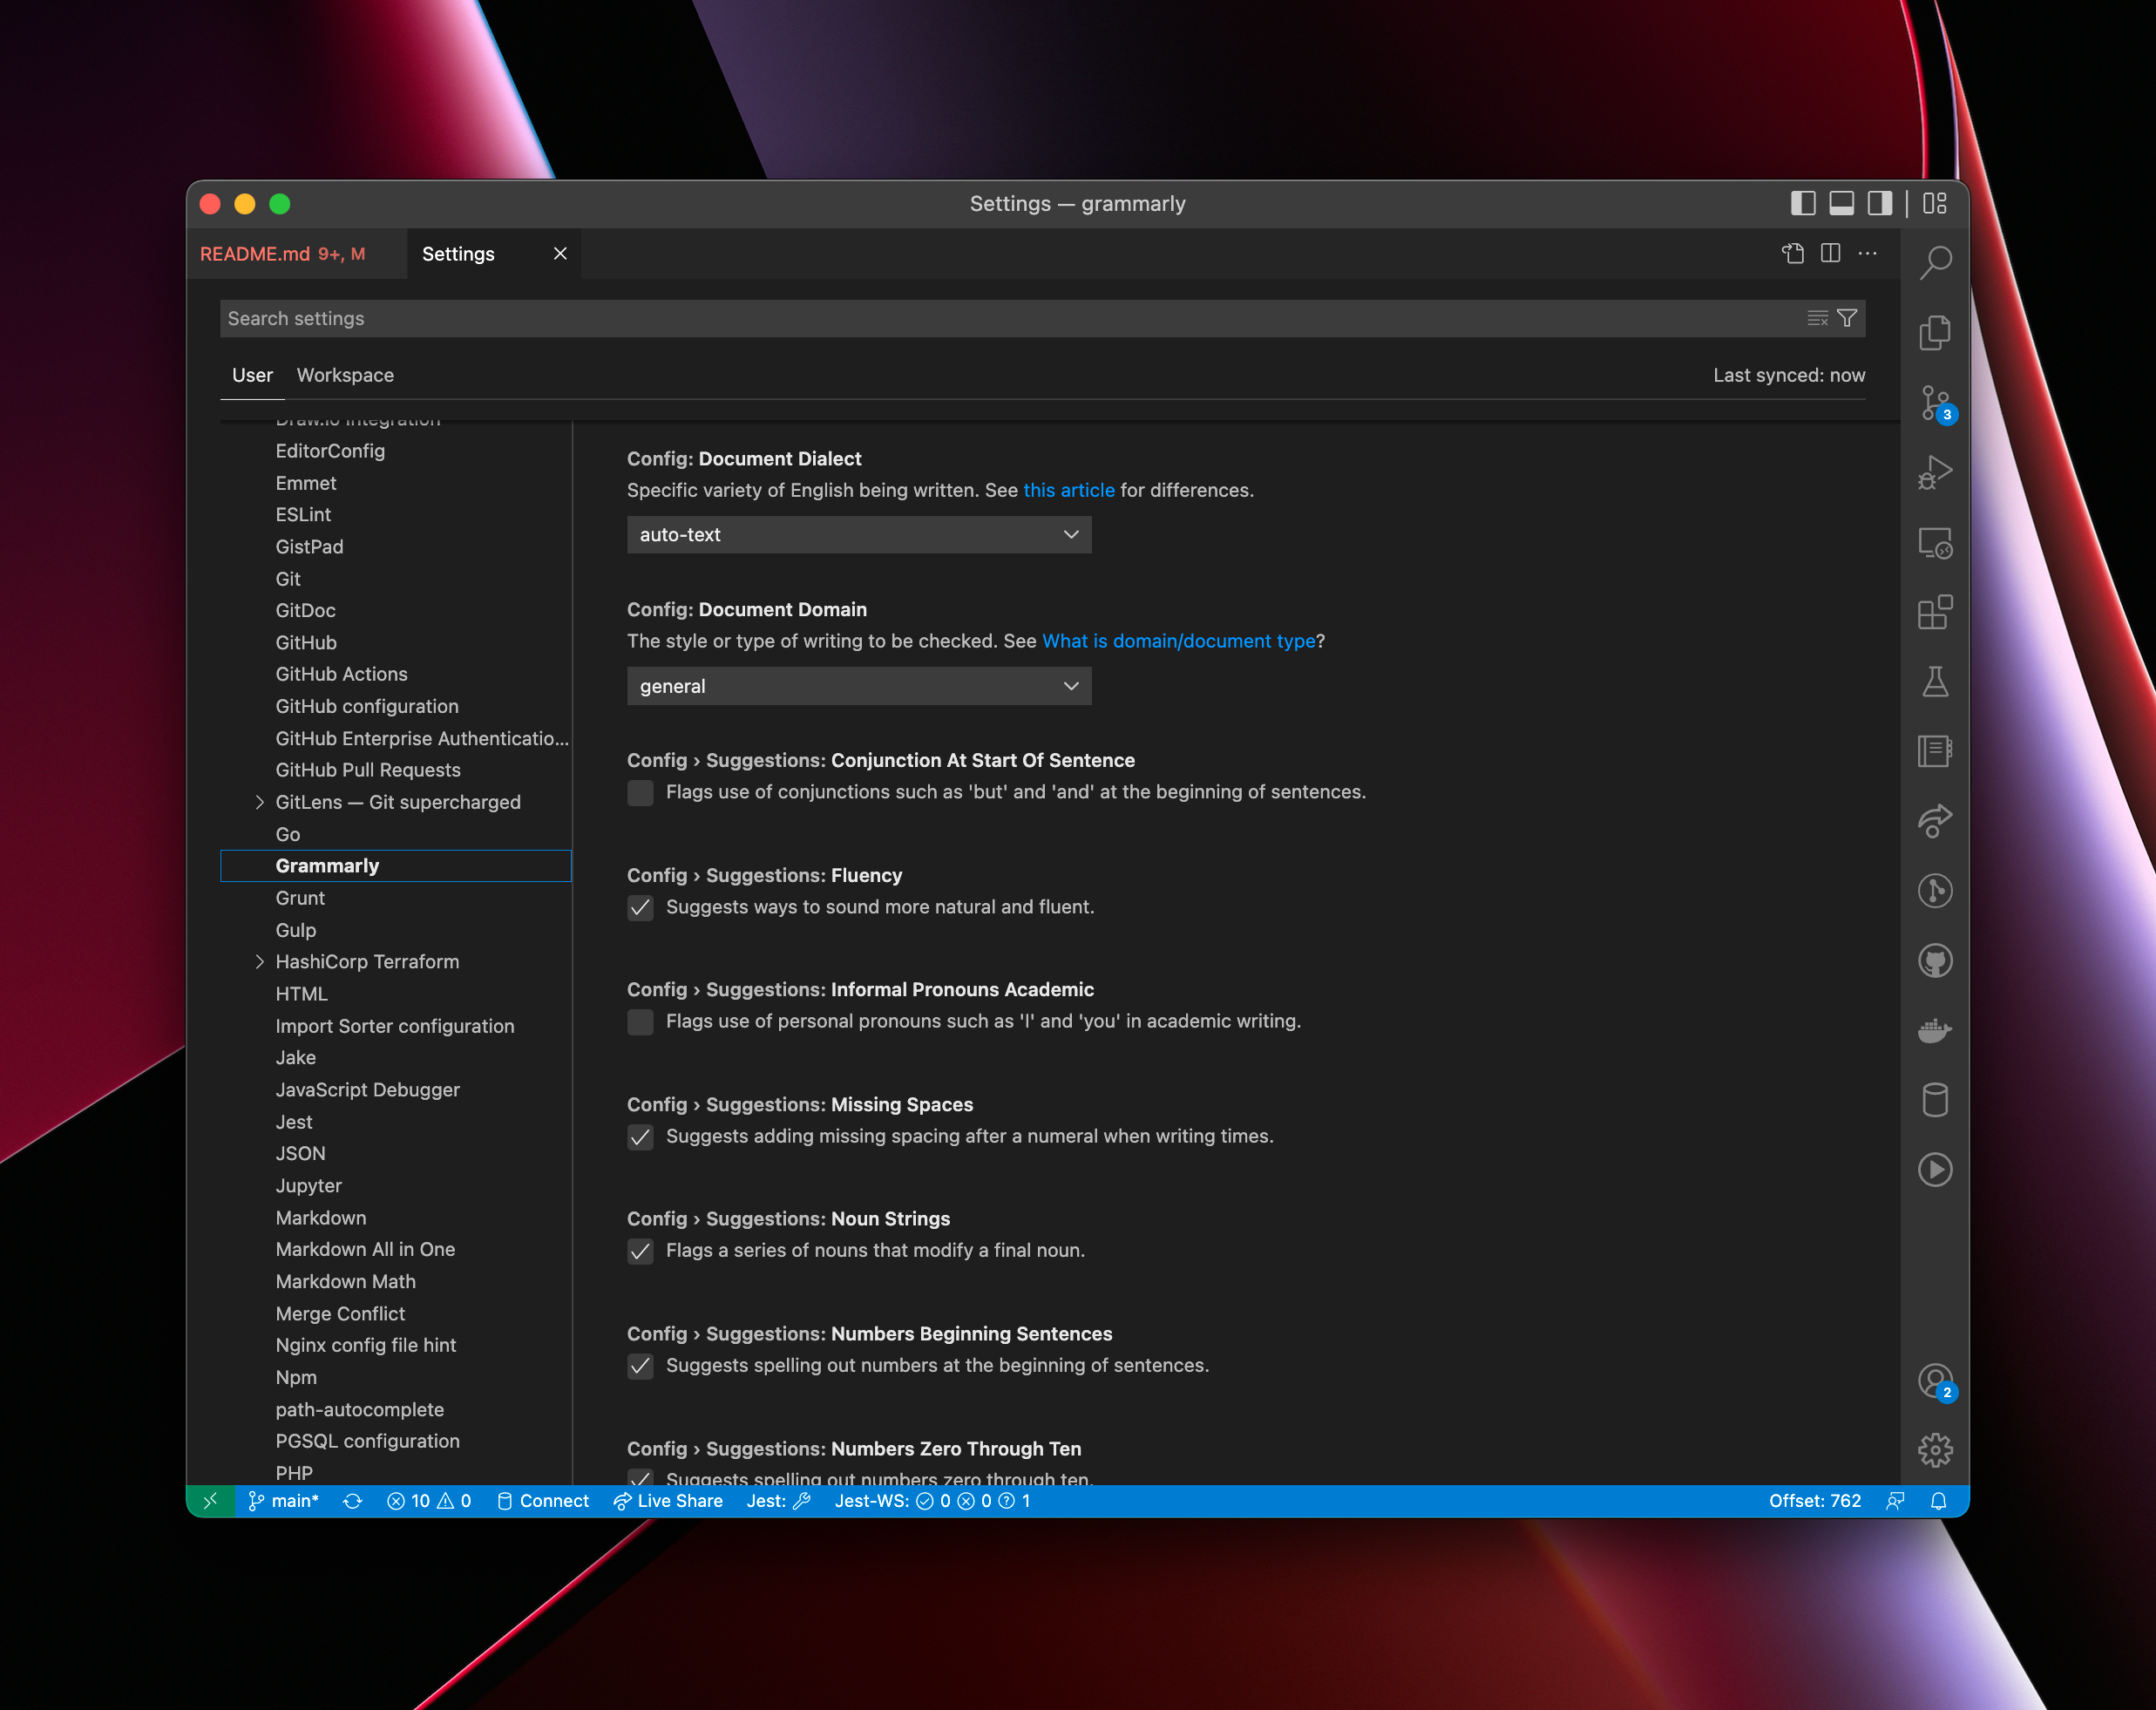 Settings — grammarly
README.md 9+, M
Settings
Search settings
User Workspace
Last synced: now
Draw.io Integration
EditorConfig
Emmet
ESLint
GistPad
Git
GitDoc
GitHub
GitHub Actions
GitHub configuration
GitHub Enterprise Authenticatio...
GitHub Pull Requests
GitLens — Git supercharged
Go
Grammarly
Grunt
Gulp
HashiCorp Terraform
HTML
Import Sorter configuration
Jake
JavaScript Debugger
Jest
JSON
Jupyter
Markdown
Markdown All in One
Markdown Math
Merge Conflict
Nginx config file hint
Npm
path-autocomplete
PGSQL configuration
PHP
Config: Document Dialect
Specific variety of English being written. See this article for differences.
auto-text
Config: Document Domain
The style or type of writing to be checked. See What is domain/document type?
general
Config › Suggestions: Conjunction At Start Of Sentence
Flags use of conjunctions such as 'but' and 'and' at the beginning of sentences.
Config › Suggestions: Fluency
Suggests ways to sound more natural and fluent.
Config › Suggestions: Informal Pronouns Academic
Flags use of personal pronouns such as 'I' and 'you' in academic writing.
Config › Suggestions: Missing Spaces
Suggests adding missing spacing after a numeral when writing times.
Config › Suggestions: Noun Strings
Flags a series of nouns that modify a final noun.
Config › Suggestions: Numbers Beginning Sentences
Suggests spelling out numbers at the beginning of sentences.
Config › Suggestions: Numbers Zero Through Ten
Suggests spelling out numbers zero through ten.
3
2
main* 10 0 Connect Live Share Jest: Jest-WS: 0 0 1
Offset: 762